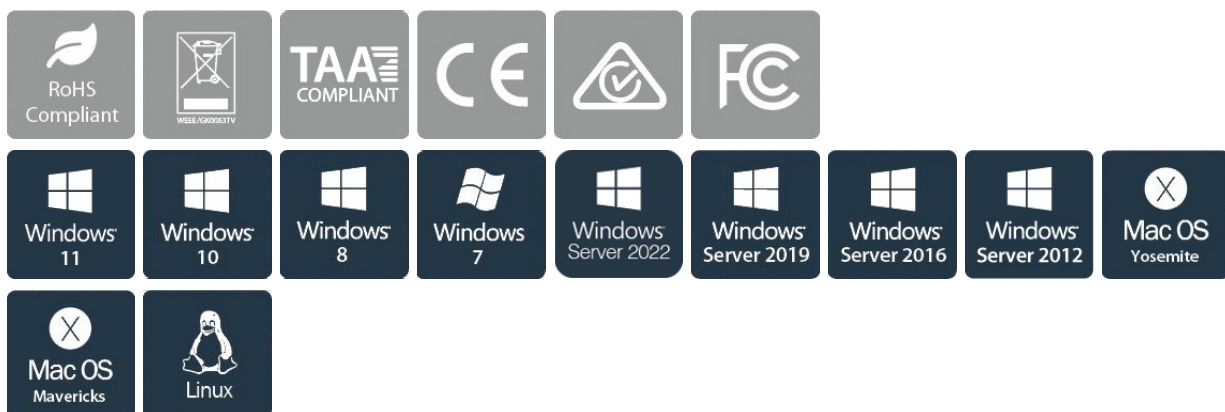 RoHS
Compliant
WEEE/GK0063TV
TAA
COMPLIANT
CE
FC
Windows
11
Windows
10
Windows
8
Windows
7
Windows
Server 2022
Windows
Server 2019
Windows
Server 2016
Windows
Server 2012
X
Mac OS
Yosemite
X
Mac OS
Mavericks
Linux